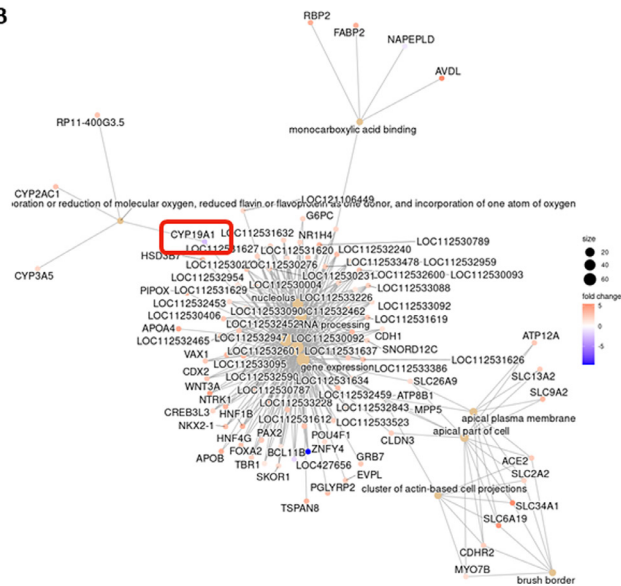 B
RBP2
FABP2
NAPEPLD
AVDL
RP11-400G3.5
monocarboxylic acid binding
CYP2AC1
LOC121106449
oration or reduction of molecular oxygen, reduced flavin or flavoprotein as one donor, and incorporation of one atom of oxygen
G6PC
CYP19A1
LOC112531632
NR1H4
LOC112530789
LOC112531620
LOC112532240
HSD3B7
LOC112530276
LOC112533478
LOC112532959
CYP3A5
LOC112532954
LOC112530231
LOC112532600
LOC112530093
PIPOX
LOC112531629
LOC112530004
LOC112533088
nucleolus
LOC112533226
LOC112532453
LOC112533092
LOC112530406
LOC112533090
LOC112532462
LOC112531619
APOA4
LOC112532452
RNA processing
LOC112532465
LOC112532947
LOC112530092
CDH1
VAX1
LOC112532601
LOC112531637
SNORD12C
LOC112531626
LOC112533095
gene expression
LOC112533386
CDX2
LOC112532590
LOC112531634
SLC26A9
WNT3A
LOC112530787
LOC112532459
ATP8B1
NTRK1
LOC112533228
LOC112532843
MPP5
CREB3L3
HNF1B
LOC112531612
LOC112533523
NKX2-1
PAX2
POU4F1
CLDN3
HNF4G
FOXA2
BCL11B
ZNFY4
GRB7
APOB
TBR1
LOC427656
EVPL
SKOR1
PGLYRP2
TSPAN8
ATP12A
SLC13A2
SLC9A2
apical plasma membrane
apical part of cell
ACE2
SLC2A2
cluster of actin-based cell projections
SLC34A1
SLC6A19
CDHR2
MYO7B
brush border
size
20
40
60
fold change
5
0
-5